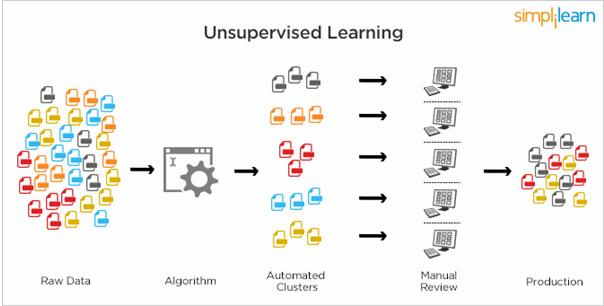 simplilearn
Unsupervised Learning
Raw Data
Algorithm
Automated
Clusters
Manual
Review
Production